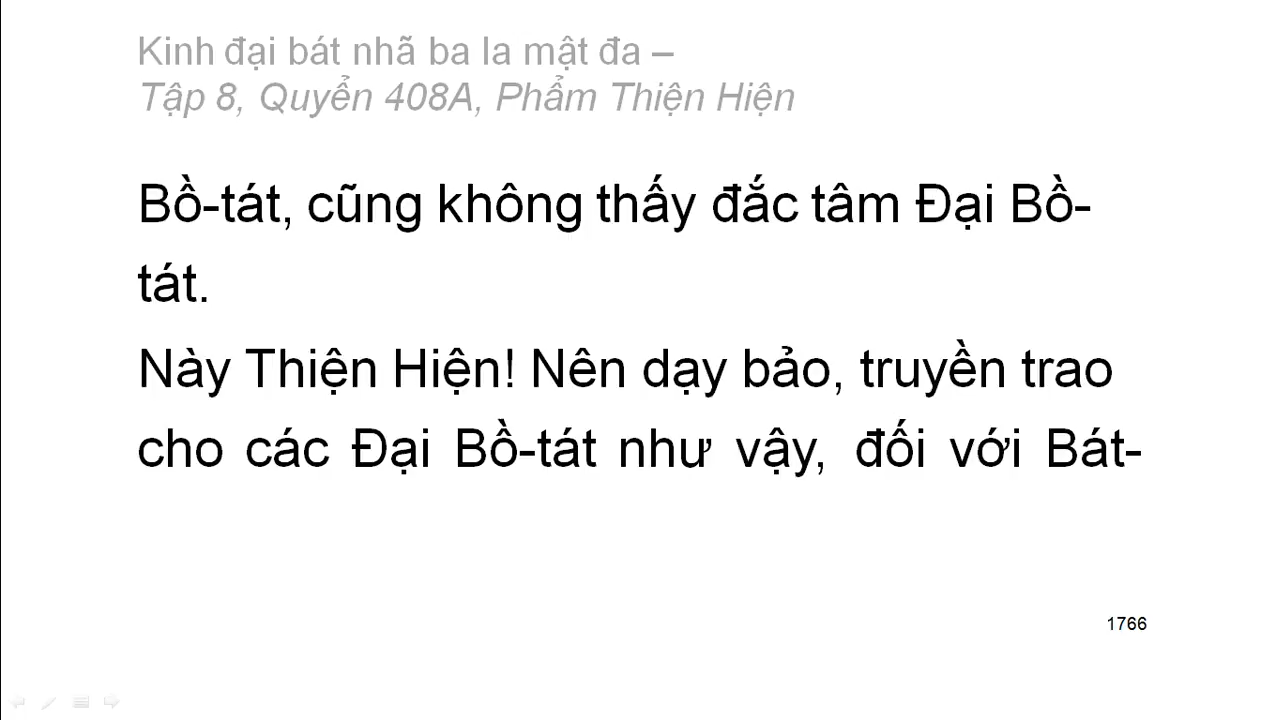 Kinh đại bát nhã ba la mật đa –
Tập 8, Quyển 408A, Phẩm Thiện Hiện
Bồ-tát, cũng không thấy đắc tâm Đại Bồ-
tát.
Này Thiện Hiện! Nên dạy bảo, truyền trao
cho các Đại Bồ-tát như vậy, đối với Bát-
1766